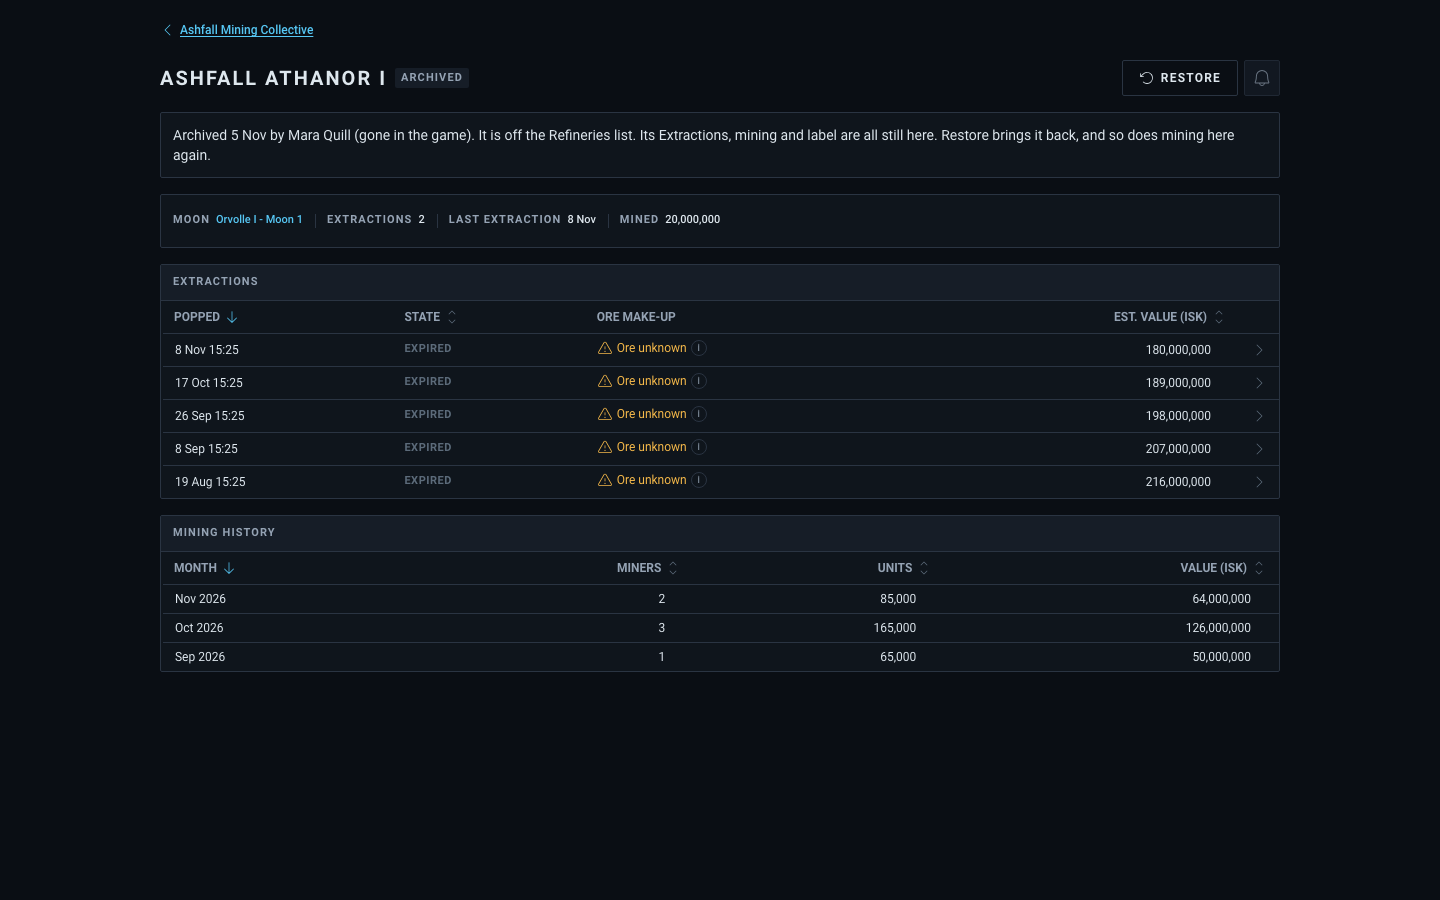 Ashfall Mining Collective
ASHFALL ATHANOR I ARCHIVED RESTORE
Archived 5 Nov by Mara Quill (gone in the game). It is off the Refineries list. Its Extractions, mining and label are all still here. Restore brings it back, and so does mining here
again.
MOON Orvolle I - Moon 1 EXTRACTIONS 2 LAST EXTRACTION 8 Nov MINED 20,000,000
EXTRACTIONS
POPPED STATE ORE MAKE-UP EST. VALUE (ISK)
8 Nov 15:25 EXPIRED Ore unknown 180,000,000
17 Oct 15:25 EXPIRED Ore unknown 189,000,000
26 Sep 15:25 EXPIRED Ore unknown 198,000,000
8 Sep 15:25 EXPIRED Ore unknown 207,000,000
19 Aug 15:25 EXPIRED Ore unknown 216,000,000
MINING HISTORY
MONTH MINERS UNITS VALUE (ISK)
Nov 2026 2 85,000 64,000,000
Oct 2026 3 165,000 126,000,000
Sep 2026 1 65,000 50,000,000